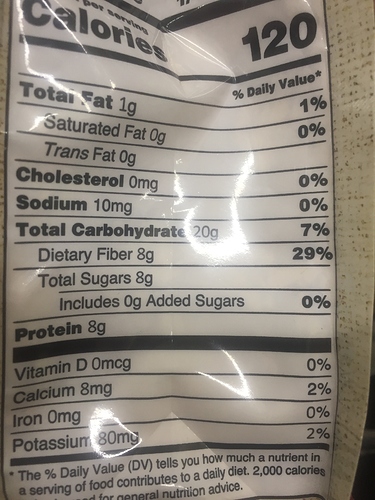 per serving
Calories 120
% Daily Value*
Total Fat 1g 1%
Saturated Fat 0g 0%
Trans Fat 0g
Cholesterol 0mg 0%
Sodium 10mg 0%
Total Carbohydrate 20g 7%
Dietary Fiber 8g 29%
Total Sugars 8g
Includes 0g Added Sugars 0%
Protein 8g
Vitamin D 0mcg 0%
Calcium 8mg 2%
Iron 0mg 0%
Potassium 80mg 2%
* The % Daily Value (DV) tells you how much a nutrient in
a serving of food contributes to a daily diet. 2,000 calories
for general nutrition advice.